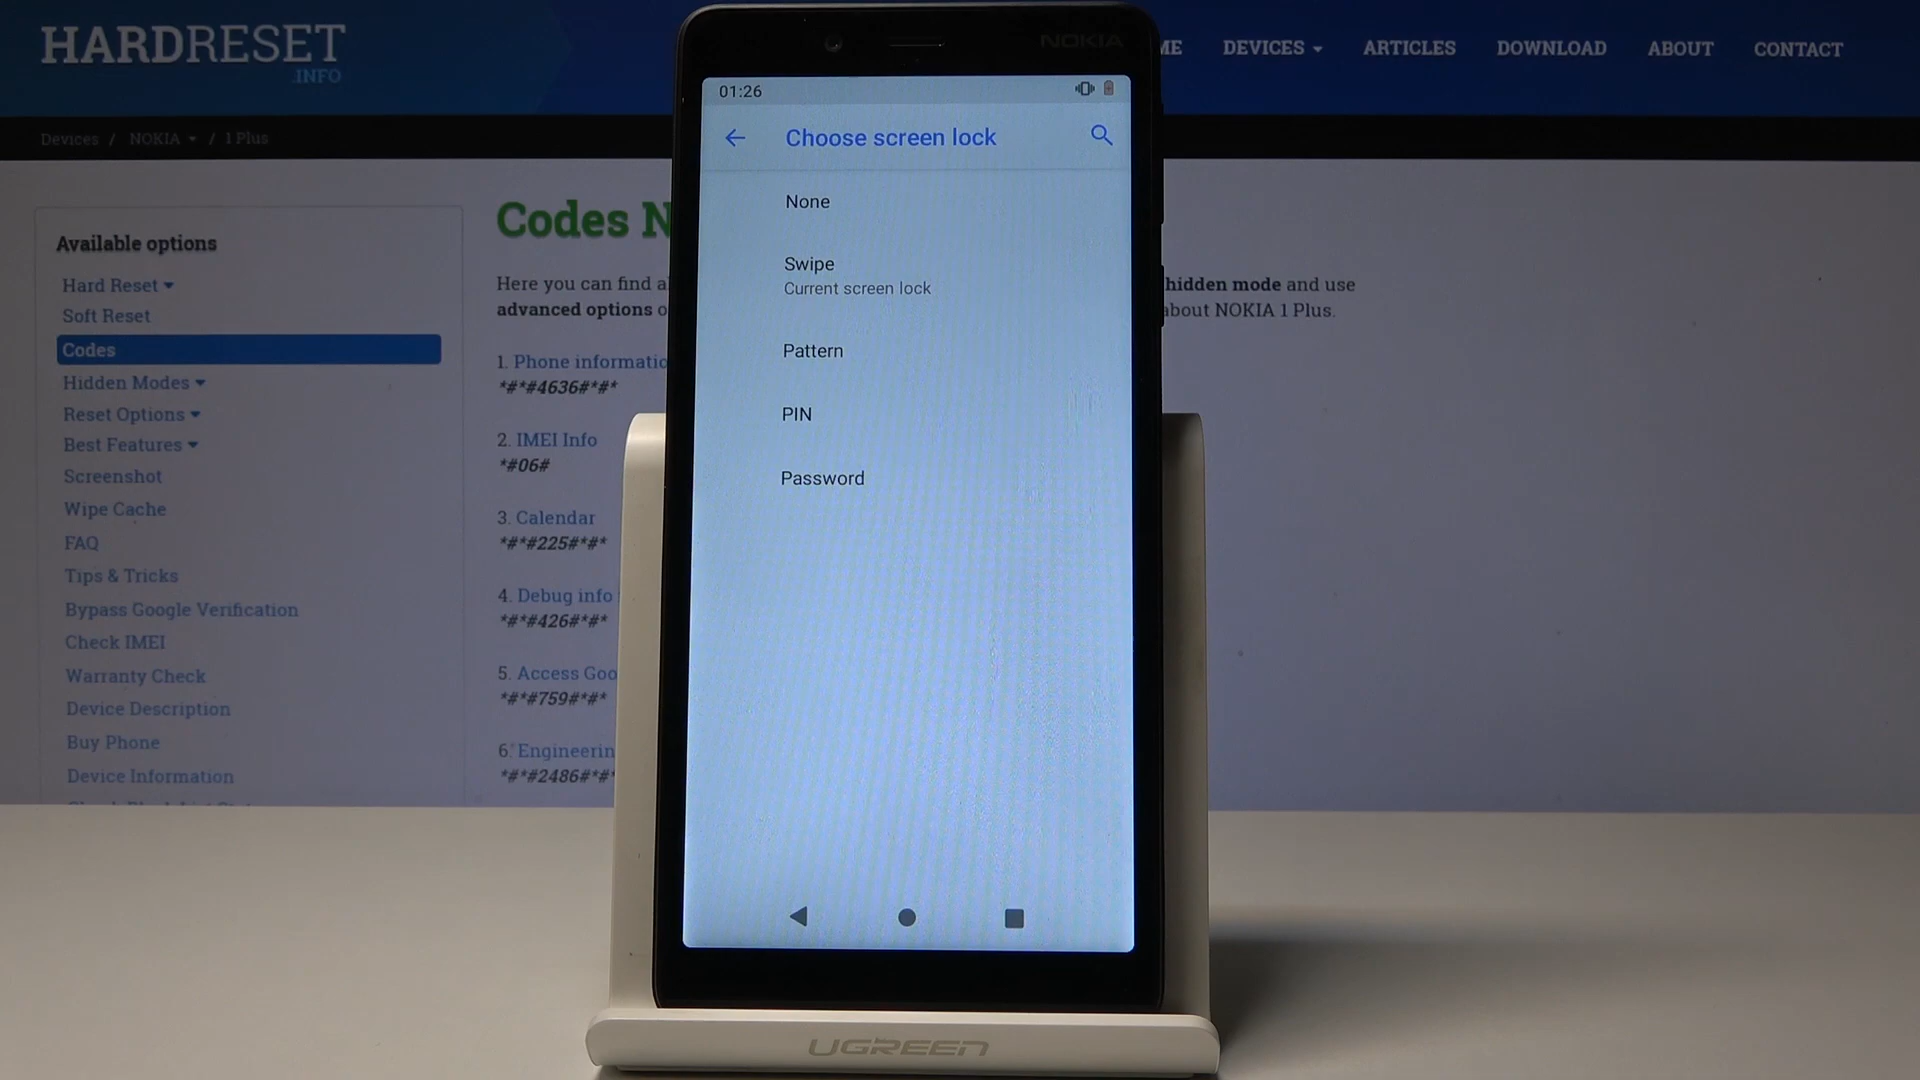 HARDRESET
.INFO
ME DEVICES ARTICLES DOWNLOAD ABOUT CONTACT
Devices / NOKIA / 1 Plus
Available options
Hard Reset
Soft Reset
Codes
Hidden Modes
Reset Options
Best Features
Screenshot
Wipe Cache
FAQ
Tips & Tricks
Bypass Google Verification
Check IMEI
Warranty Check
Device Description
Buy Phone
Device Information
Codes N
Here you can find a
hidden mode and use
advanced options o
about NOKIA 1 Plus.
1. Phone informatio
*#*#4636#*#*
2. IMEI Info
*#06#
3. Calendar
*#*#225#*#*
4. Debug info
*#*#426#*#*
5. Access Goo
*#*#759#*#*
6. Engineerin
*#*#2486#*#*
NOKIA
01:26
Choose screen lock
None
Swipe
Current screen lock
Pattern
PIN
Password
UGREEN